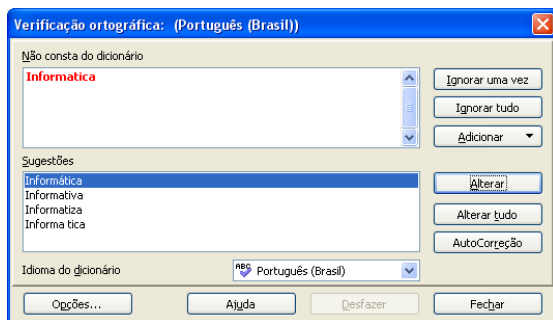 Verificação ortográfica: (Português (Brasil))
Não consta do dicionário
Informatica
Ignorar uma vez
Ignorar tudo
Adicionar
Sugestões
Informática
Informativa
Informatiza
Informa tica
Alterar
Alterar tudo
AutoCorreção
Idioma do dicionário
ABC Português (Brasil)
Opções...
Ajuda
Desfazer
Fechar